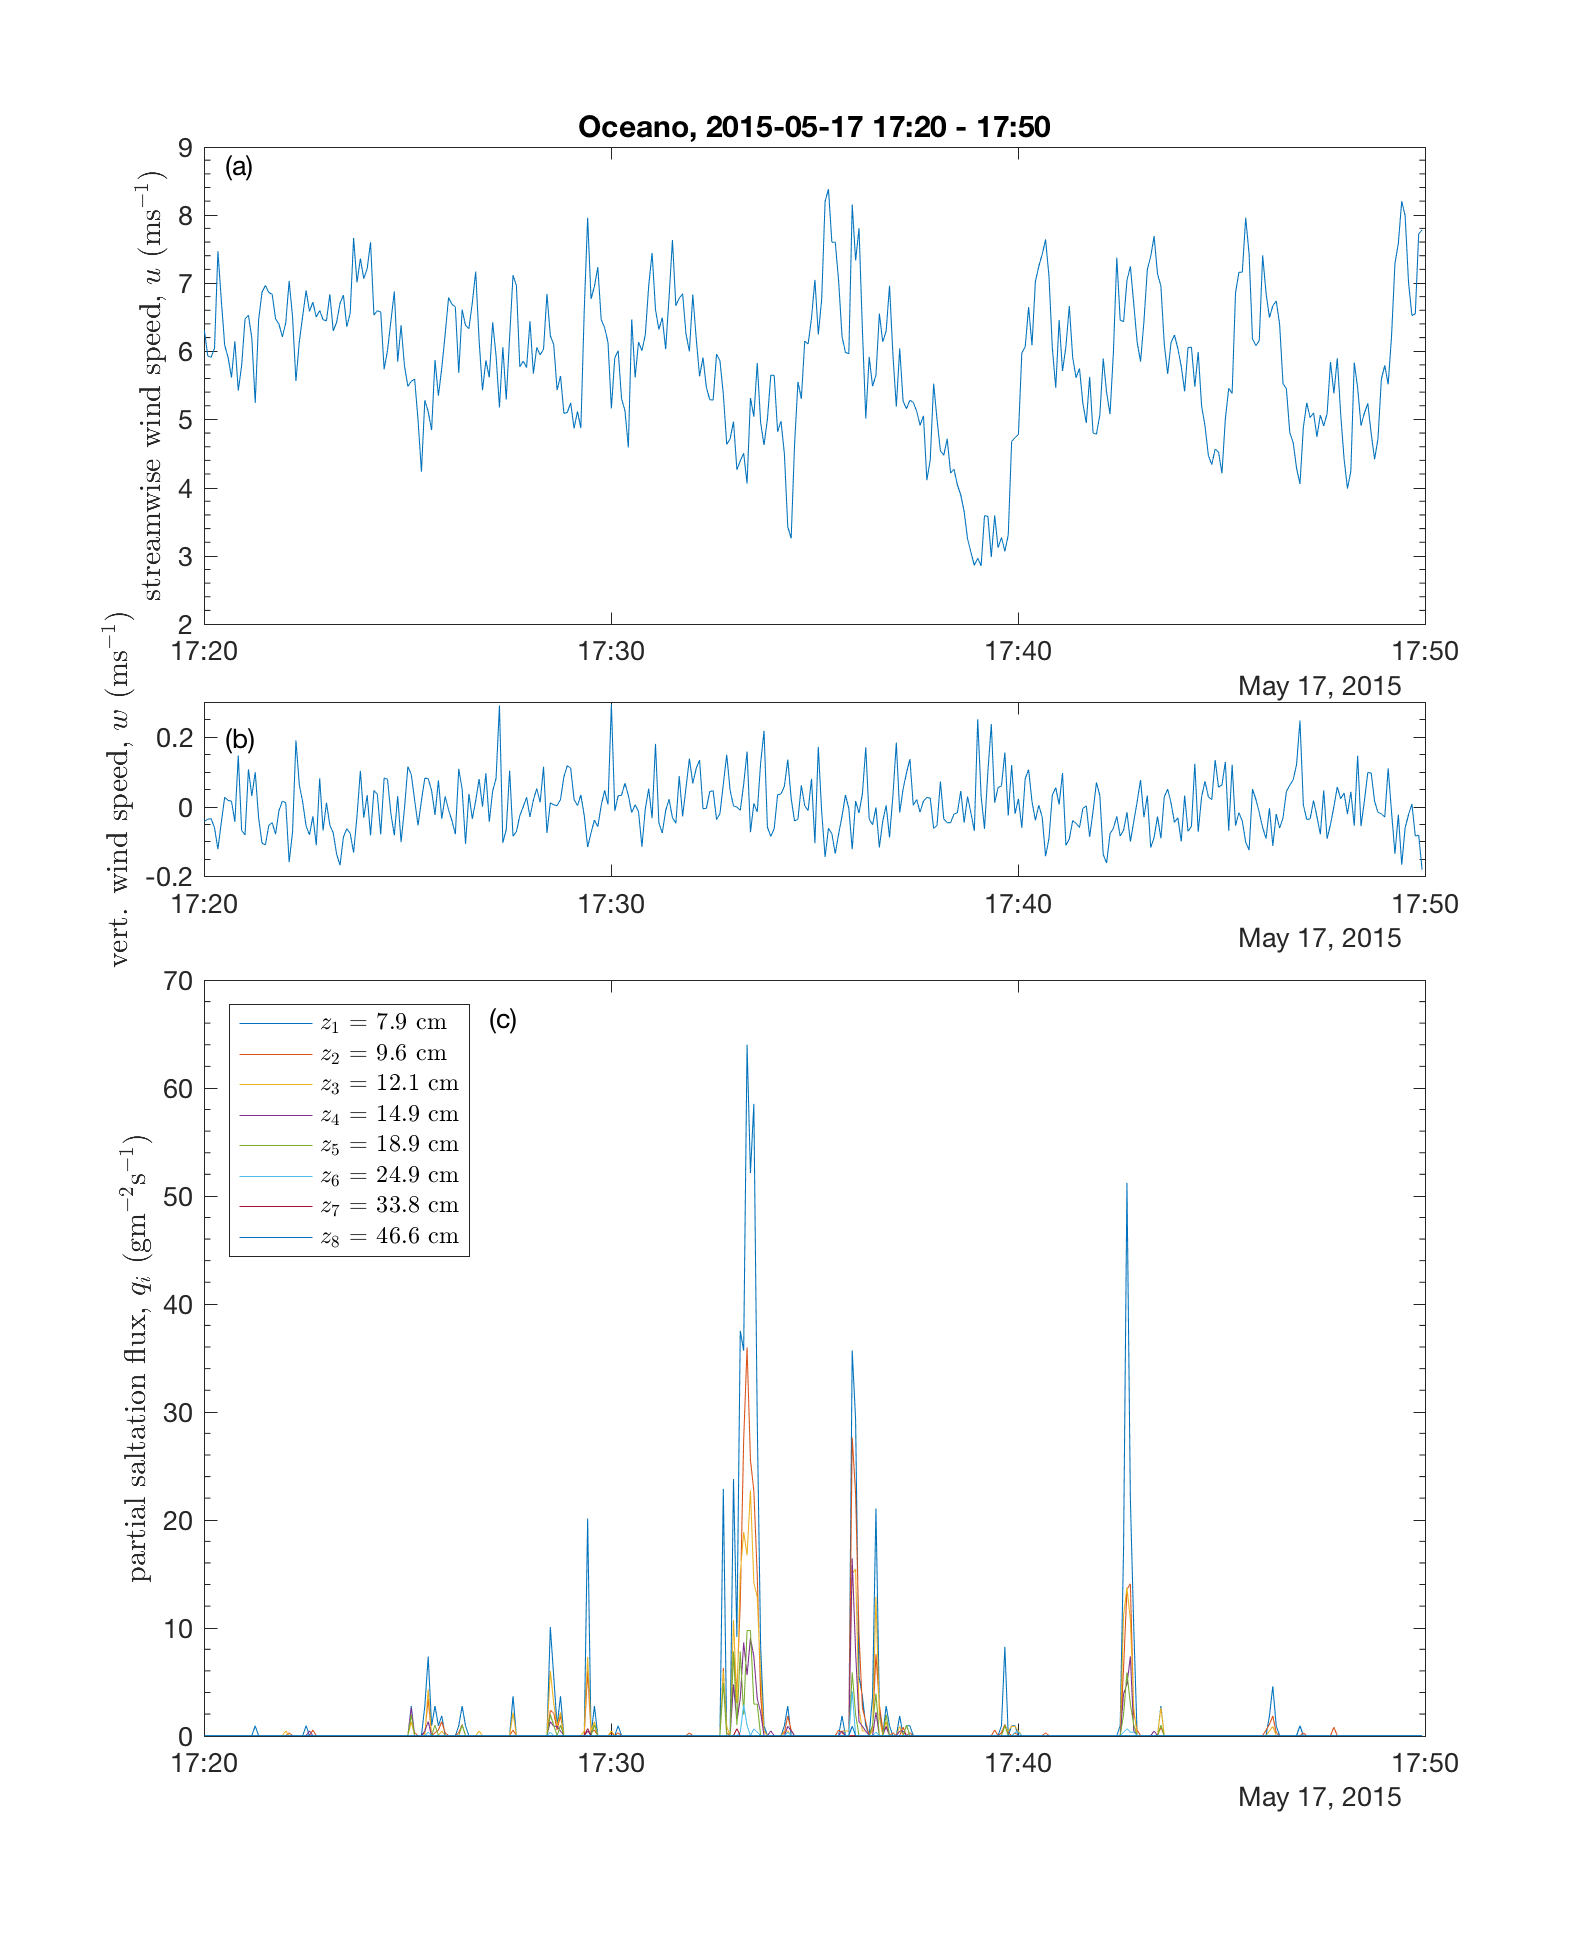 Oceano, 2015-05-17 17:20 - 17:50
(a)
streamwise wind speed, u (ms⁻¹)
9
8
7
6
5
4
3
2
17:20 17:30 17:40 17:50
May 17, 2015
(b)
vert. wind speed, w (ms⁻¹)
0.2
0
-0.2
17:20 17:30 17:40 17:50
May 17, 2015
(c)
partial saltation flux, qᵢ (gm⁻²s⁻¹)
70
60
50
40
30
20
10
0
z₁ = 7.9 cm
z₂ = 9.6 cm
z₃ = 12.1 cm
z₄ = 14.9 cm
z₅ = 18.9 cm
z₆ = 24.9 cm
z₇ = 33.8 cm
z₈ = 46.6 cm
17:20 17:30 17:40 17:50
May 17, 2015